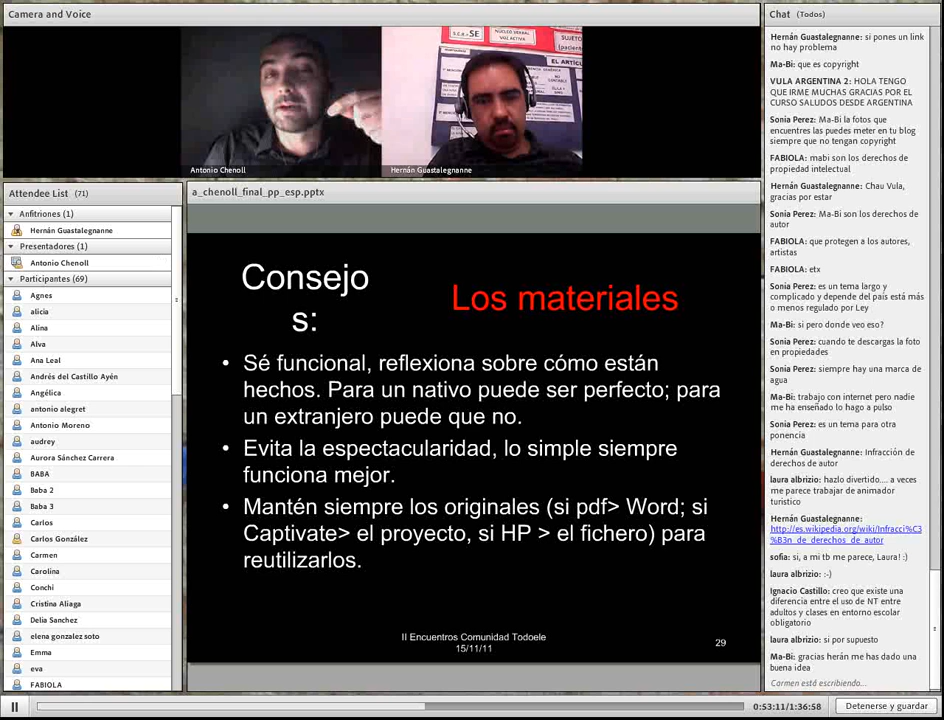 Camera and Voice
S.E.R.- SE
NÚCLEO VERBAL
VOZ ACTIVA
SUJETO
EL ARTÍCUL
Antonio Chenoll
Hernán Guastalegnanne
Attendee List (71)
Anfitriones (1)
Hernán Guastalegnanne
Presentadores (1)
Antonio Chenoll
Participantes (69)
Agnes
alicia
Alina
Alva
Ana Leal
Andrés del Castillo Ayén
Angélica
antonio alegret
Antonio Moreno
audrey
Aurora Sánchez Carrera
BABA
Baba 2
Baba 3
Carlos
Carlos González
Carmen
Carolina
Conchi
Cristina Aliaga
Delia Sanchez
elena gonzalez soto
Emma
eva
FABIOLA
a_chenoll_final_pp_esp.pptx
Consejo
s:
Los materiales
• Sé funcional, reflexiona sobre cómo están
hechos. Para un nativo puede ser perfecto; para
un extranjero puede que no.
• Evita la espectacularidad, lo simple siempre
funciona mejor.
• Mantén siempre los originales (si pdf> Word; si
Captivate> el proyecto, si HP > el fichero) para
reutilizarlos.
II Encuentros Comunidad Todoele
15/11/11
29
Chat (Todos)
Hernán Guastalegnanne: si pones un link
no hay problema
Ma-Bi: que es copyright
VULA ARGENTINA 2: HOLA TENGO
QUE IRME MUCHAS GRACIAS POR EL
CURSO SALUDOS DESDE ARGENTINA
Sonia Perez: Ma-Bi la fotos que
encuentres las puedes meter en tu blog
siempre que no tengan copyright
FABIOLA: mabi son los derechos de
propiedad intelectual
Hernán Guastalegnanne: Chau Vula,
gracias por estar
Sonia Perez: Ma-Bi son los derechos de
autor
FABIOLA: que protegen a los autores,
artistas
FABIOLA: etx
Sonia Perez: es un tema largo y
complicado y depende del país está más
o menos regulado por Ley
Ma-Bi: si pero donde veo eso?
Sonia Perez: cuando te descargas la foto
en propiedades
Sonia Perez: siempre hay una marca de
agua
Ma-Bi: trabajo con internet pero nadie
me ha enseñado lo hago a pulso
Sonia Perez: es un tema para otra
ponencia
Hernán Guastalegnanne: Infracción de
derechos de autor
laura albrizio: hazlo divertido.... a veces
me parece trabajar de animador
turistico
Hernán Guastalegnanne:
http://es.wikipedia.org/wiki/Infracci%C3
%B3n_de_derechos_de_autor
sofia: si, a mi tb me parece, Laura! :)
laura albrizio: :-)
Ignacio Castillo: creo que existe una
diferencia entre el uso de NT entre
adultos y clases en entorno escolar
obligatorio
laura albrizio: si por supuesto
Ma-Bi: gracias herán me has dado una
buena idea
Carmen está escribiendo...
0:53:11/1:36:58
Detenerse y guardar